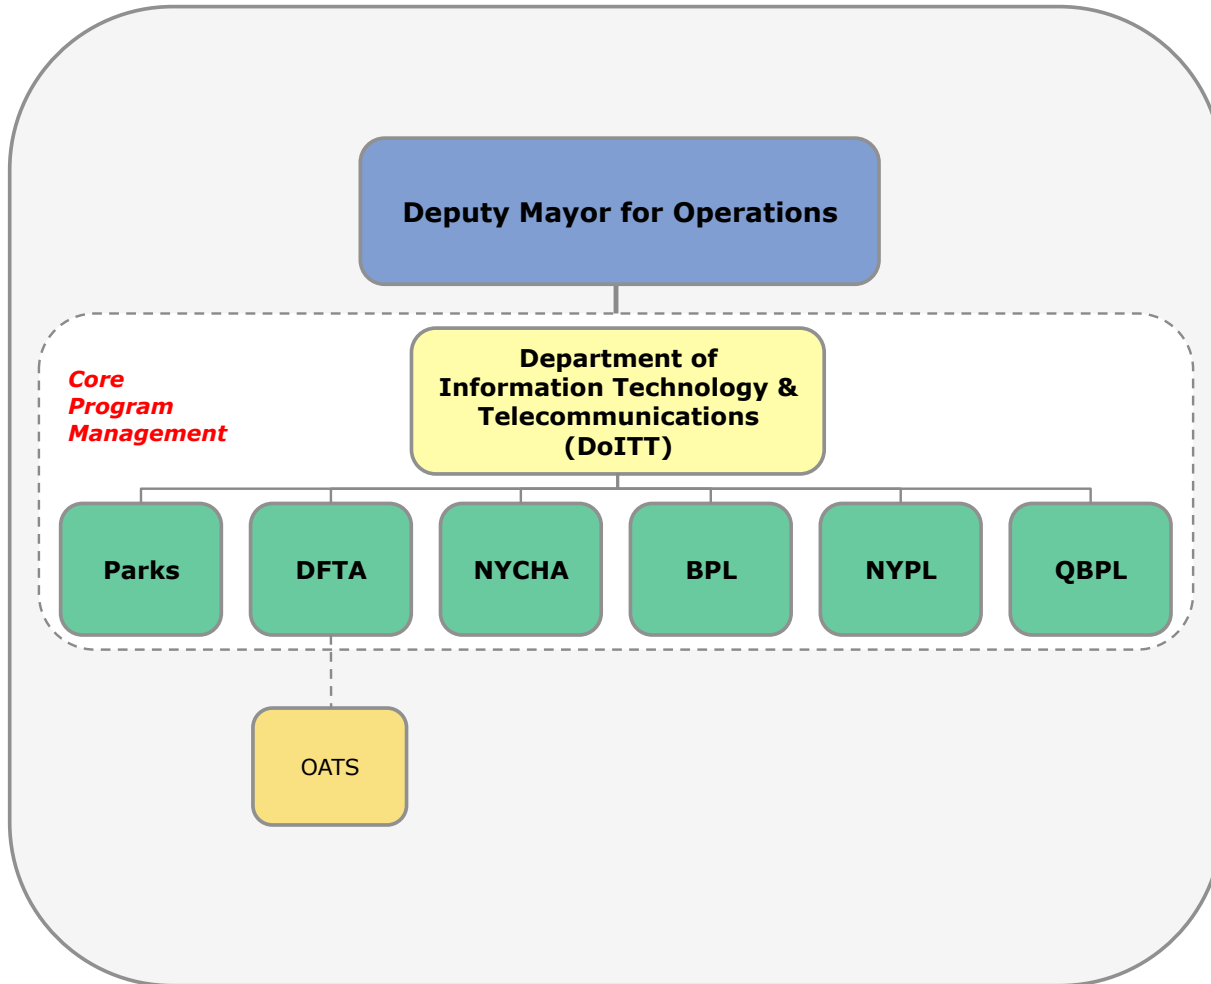 Deputy Mayor for Operations
Core
Program
Management
Department of
Information Technology &
Telecommunications
(DoITT)
Parks
DFTA
NYCHA
BPL
NYPL
QBPL
OATS